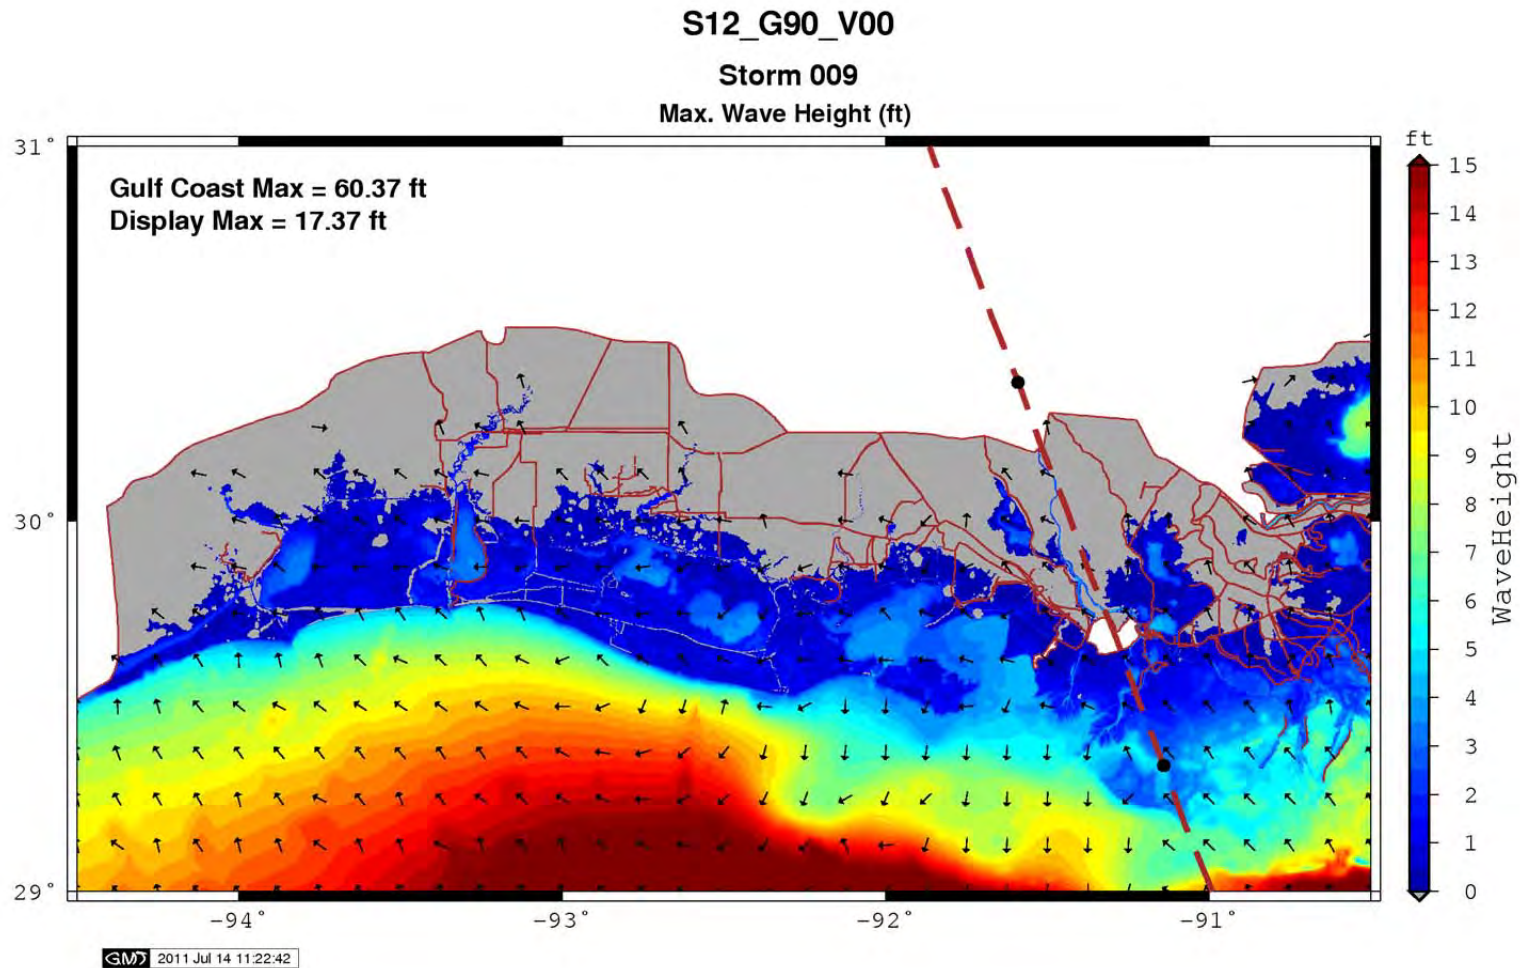 S12_G90_V00
Storm 009
Max. Wave Height (ft)
Gulf Coast Max = 60.37 ft
Display Max = 17.37 ft
31°
30°
29°
-94°
-93°
-92°
-91°
ft
15
14
13
12
11
10
9
8
7
6
5
4
3
2
1
0
WaveHeight
GMT 2011 Jul 14 11:22:42